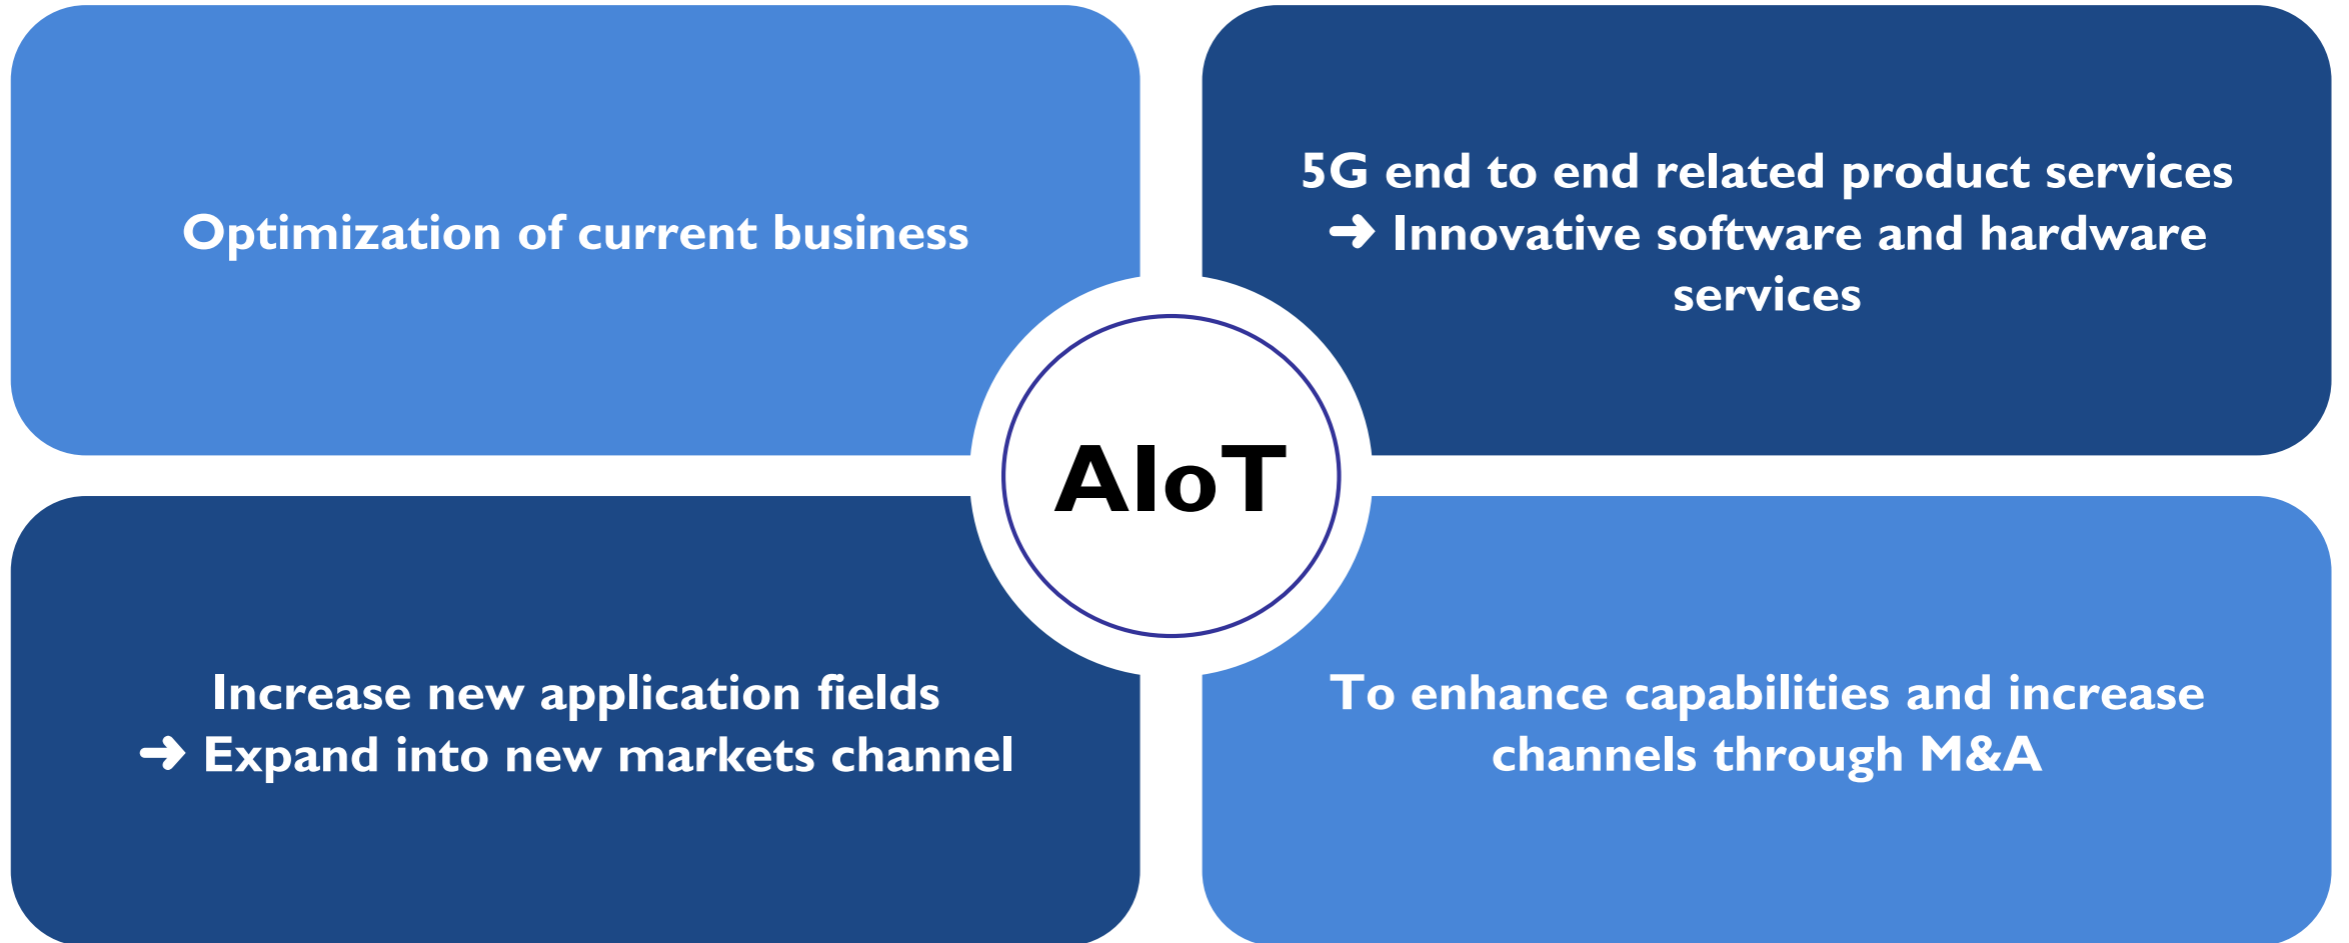 Optimization of current business
5G end to end related product services
➜ Innovative software and hardware
services
AIoT
Increase new application fields
➜ Expand into new markets channel
To enhance capabilities and increase
channels through M&A